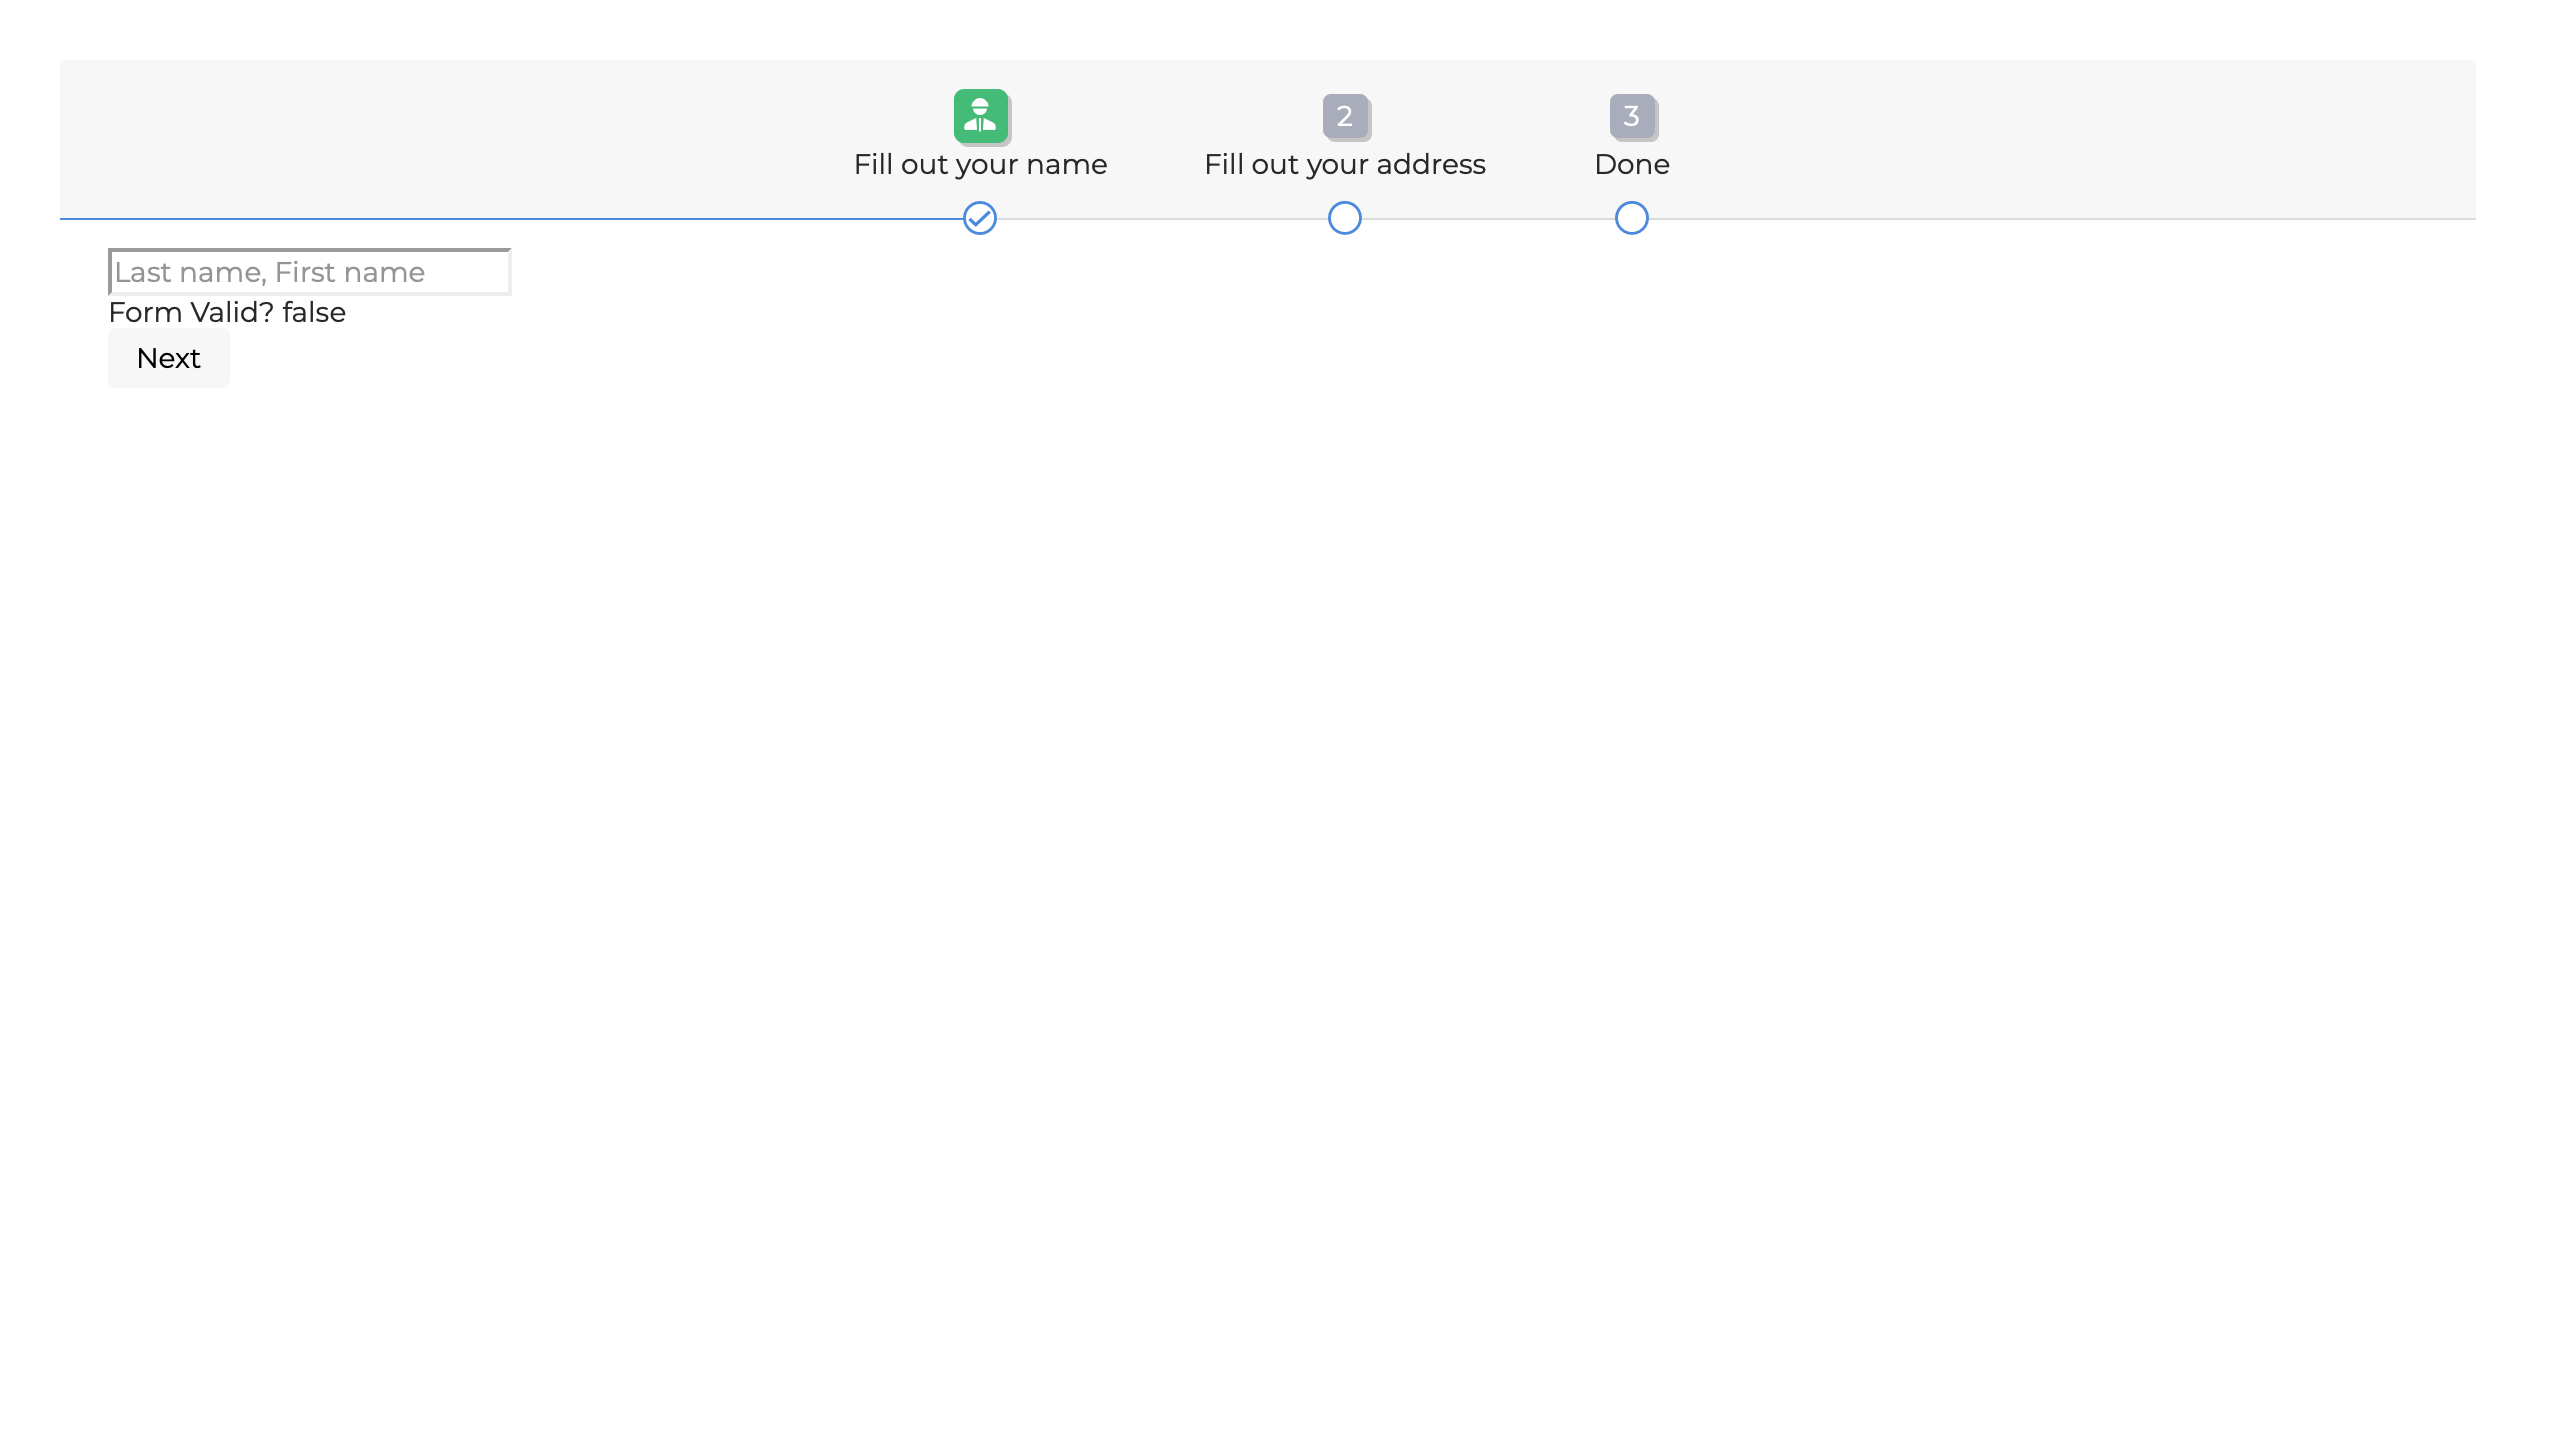 2
3
Fill out your name
Fill out your address
Done
Last name, First name
Form Valid? false
Next